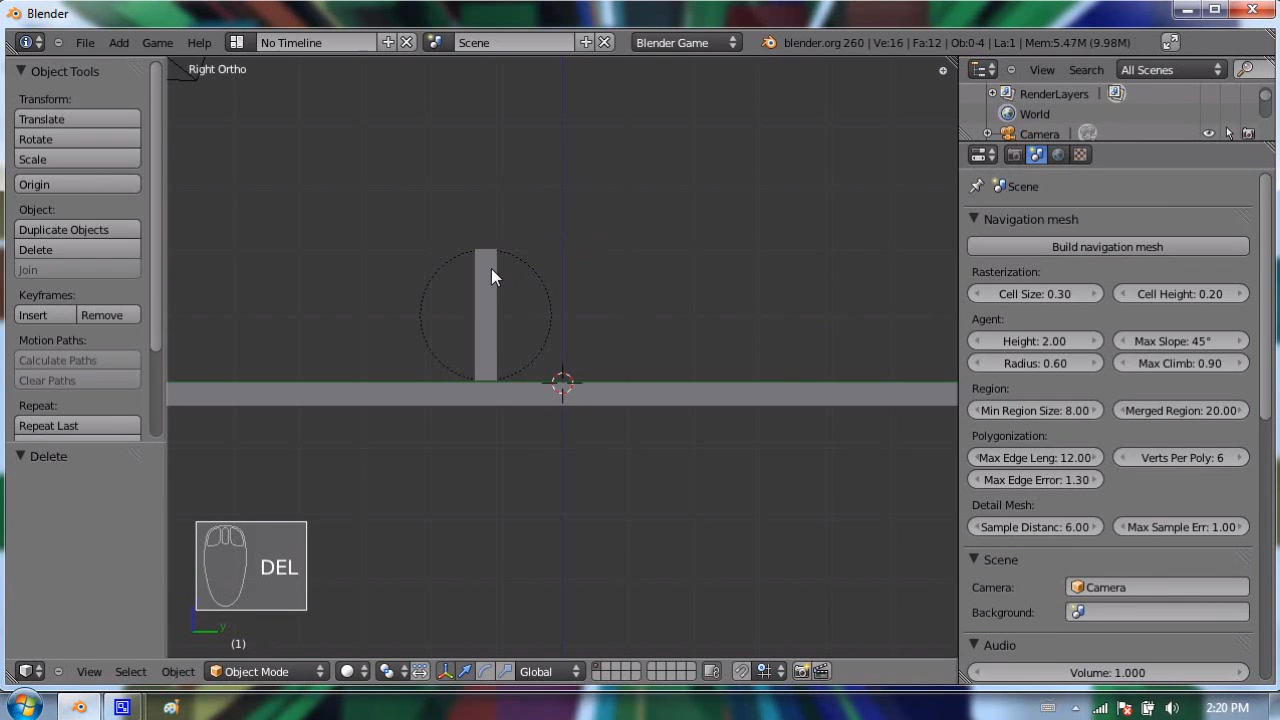 Blender
File Add Game Help No Timeline Scene Blender Game blender.org 260 | Ve:16 | Fa:12 | Ob:0-4 | La:1 | Mem:5.47M (9.98M)
Object Tools
Transform:
Translate
Rotate
Scale
Origin
Object:
Duplicate Objects
Delete
Join
Keyframes:
Insert Remove
Motion Paths:
Calculate Paths
Clear Paths
Repeat:
Repeat Last
Delete
Right Ortho
DEL
y
(1)
View Select Object Object Mode Global
View Search All Scenes
RenderLayers |
World
Camera |
Scene
Navigation mesh
Build navigation mesh
Rasterization:
Cell Size: 0.30 Cell Height: 0.20
Agent:
Height: 2.00 Max Slope: 45°
Radius: 0.60 Max Climb: 0.90
Region:
Min Region Size: 8.00 Merged Region: 20.00
Polygonization:
Max Edge Len: 12.00 Verts Per Poly: 6
Max Edge Error: 1.30
Detail Mesh:
Sample Distanc: 6.00 Max Sample Err: 1.00
Scene
Camera: Camera
Background:
Audio
Volume: 1.000
2:20 PM